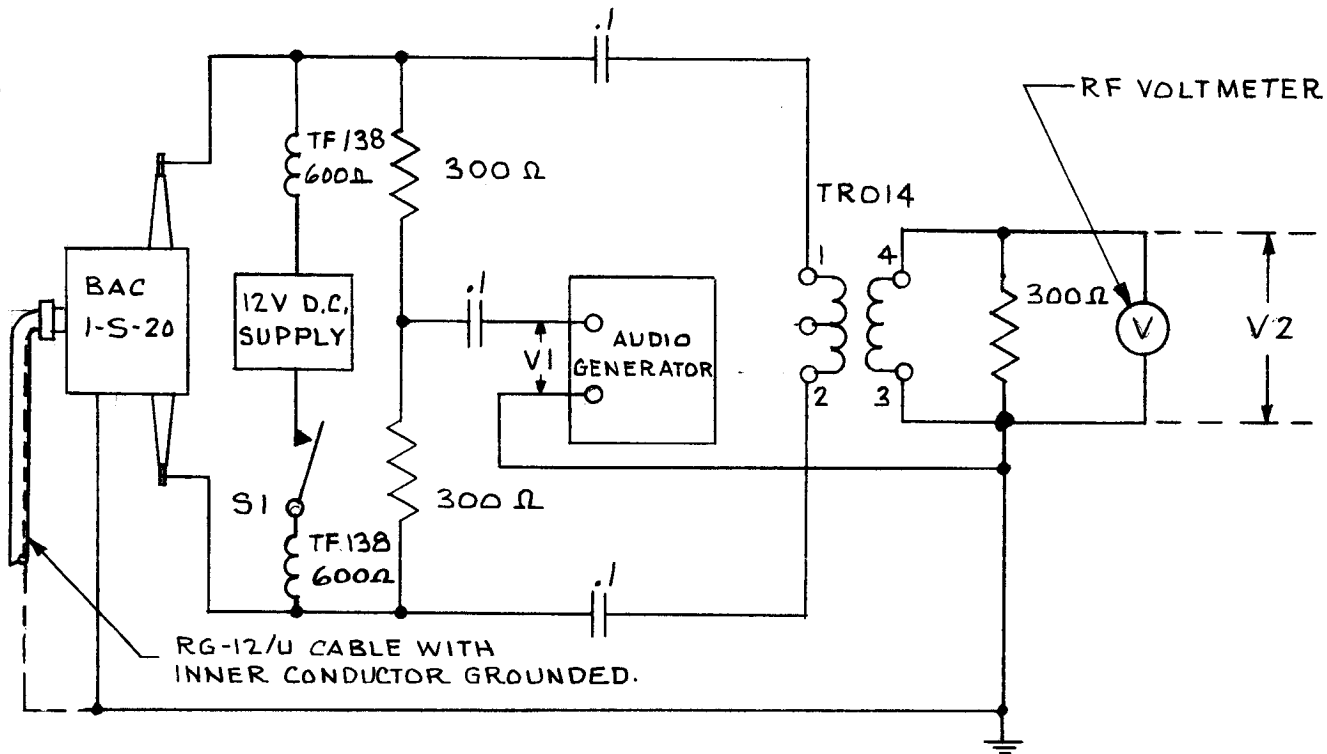 .1
RF VOLTMETER
TF138
600Ω
300 Ω
TR014
BAC
1-S-20
12V D.C.
SUPPLY
.1
V1
AUDIO
GENERATOR
1
2
4
3
300Ω
V
V2
S1
300 Ω
TF.138
600Ω
.1
RG-12/U CABLE WITH
INNER CONDUCTOR GROUNDED.